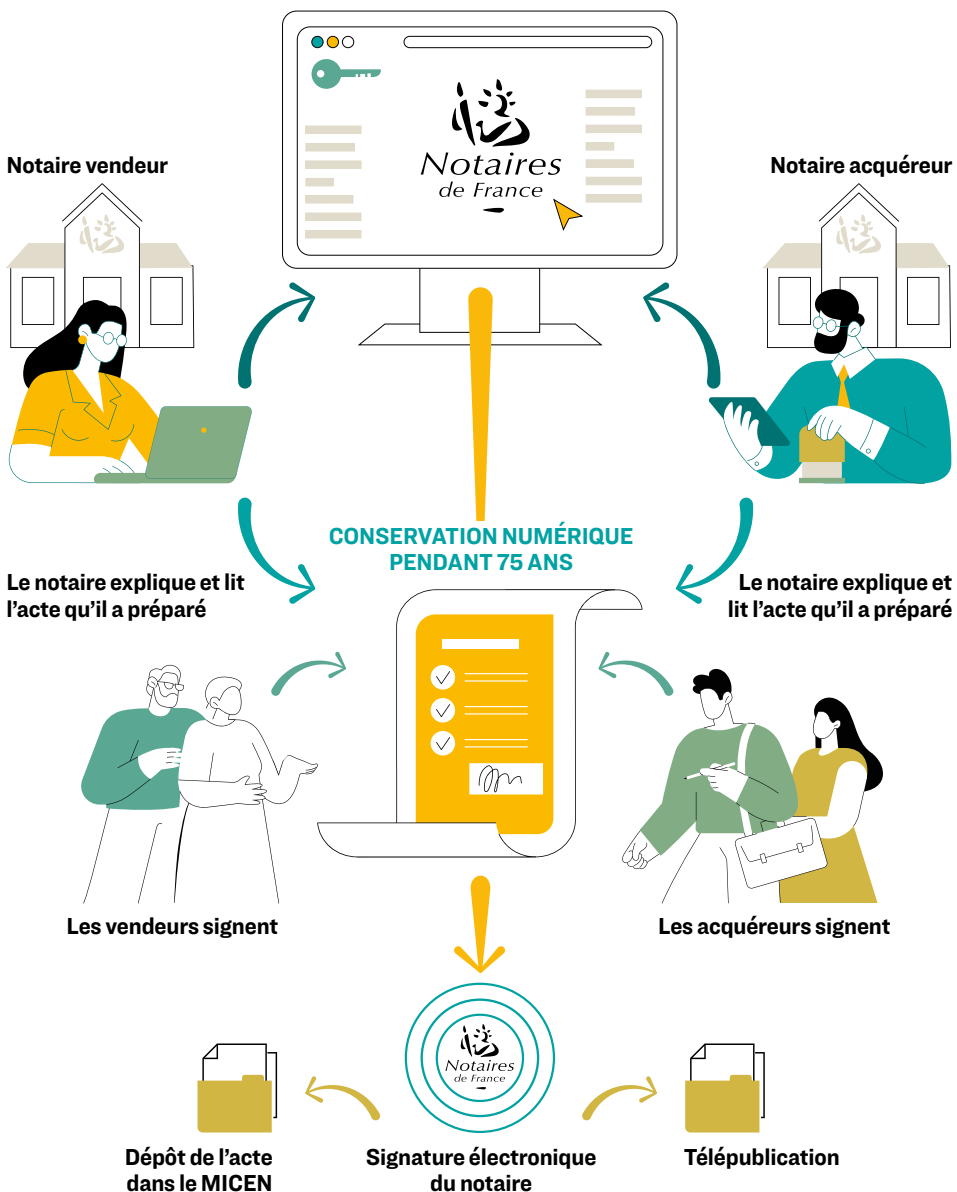 Notaires
de France
Notaire vendeur
Notaire acquéreur
CONSERVATION NUMÉRIQUE
PENDANT 75 ANS
Le notaire explique et lit
l’acte qu’il a préparé
Le notaire explique et
lit l’acte qu’il a préparé
Les vendeurs signent
Les acquéreurs signent
Notaires
de France
Dépôt de l’acte
dans le MICEN
Signature électronique
du notaire
Télépublication